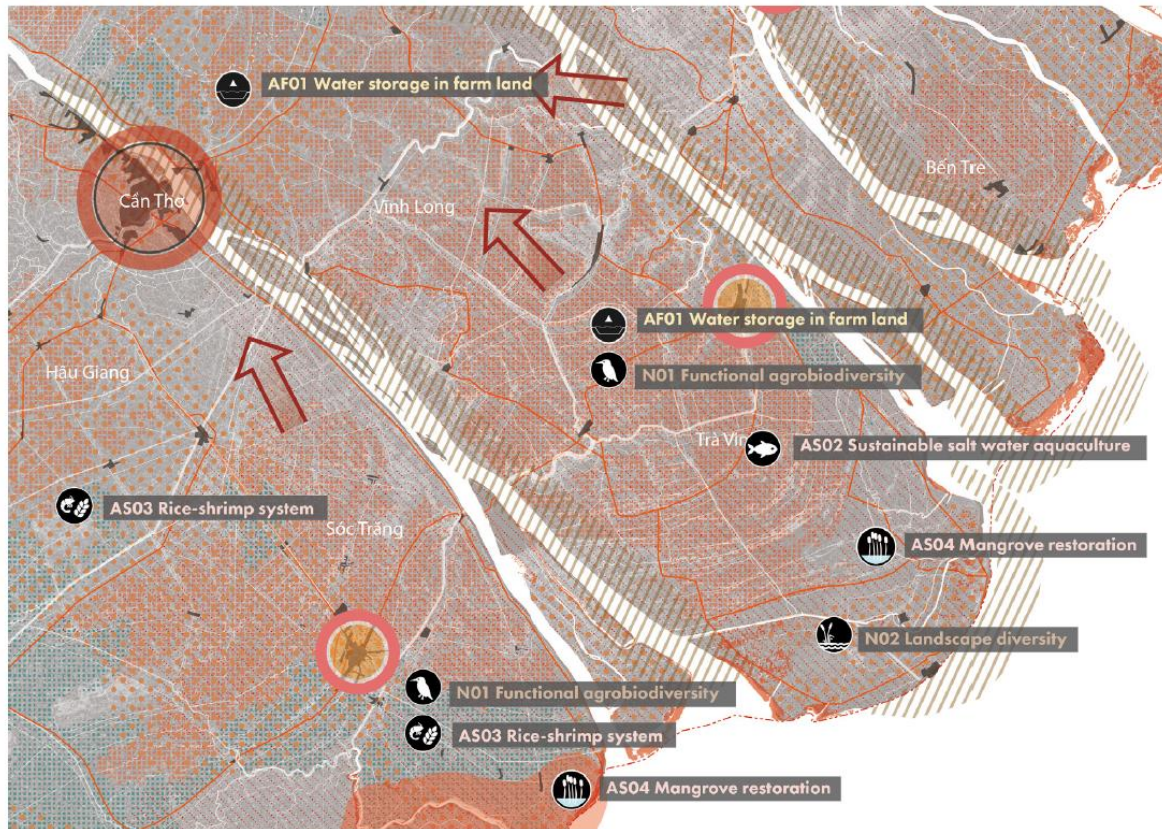 AF01 Water storage in farm land
Bến Tre
Cần Thơ
Vĩnh Long
AF01 Water storage in farm land
Hậu Giang
N01 Functional agrobiodiversity
Trà Vin
AS02 Sustainable salt water aquaculture
AS03 Rice-shrimp system
Sóc Trăng
AS04 Mangrove restoration
N02 Landscape diversity
N01 Functional agrobiodiversity
AS03 Rice-shrimp system
AS04 Mangrove restoration